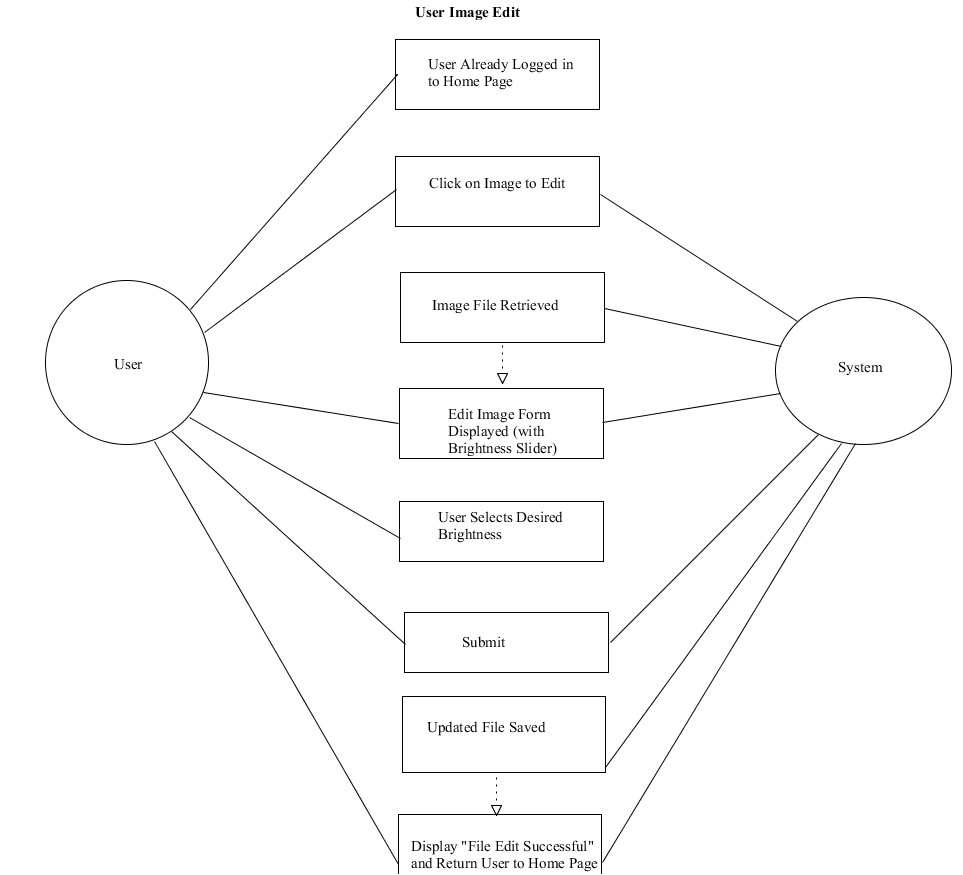 User Image Edit
User Already Logged in
to Home Page
Click on Image to Edit
Image File Retrieved
User
System
Edit Image Form
Displayed (with
Brightness Slider)
User Selects Desired
Brightness
Submit
Updated File Saved
Display "File Edit Successful"
and Return User to Home Page